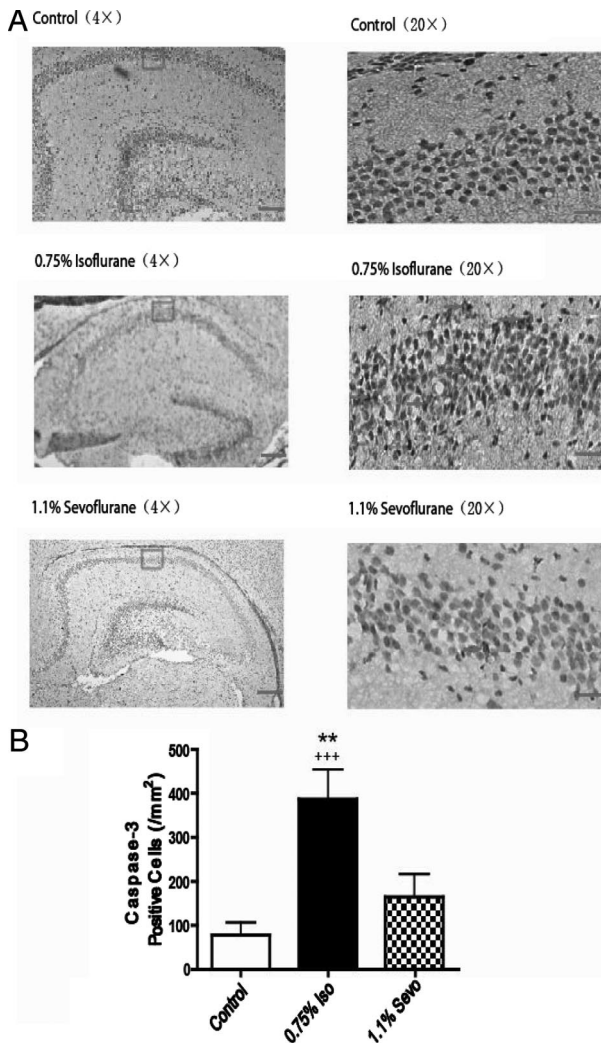 A
Control (4×)
Control (20×)
0.75% Isoflurane (4×)
0.75% Isoflurane (20×)
1.1% Sevoflurane (4×)
1.1% Sevoflurane (20×)
B
Caspase-3
Positive Cells (/mm²)
500
400
300
200
100
0
**
+++
Control
0.75% Iso
1.1% Sevo